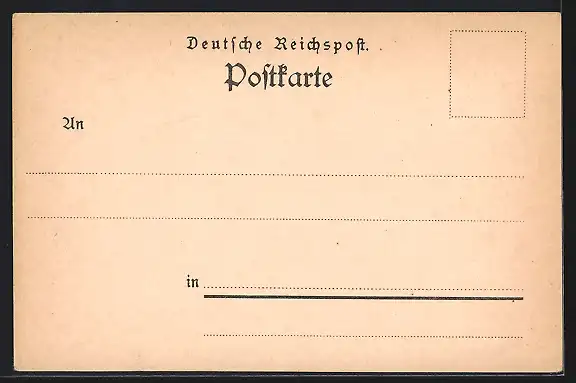 Deutſche Reichspoſt.
Poſtkarte
An
in